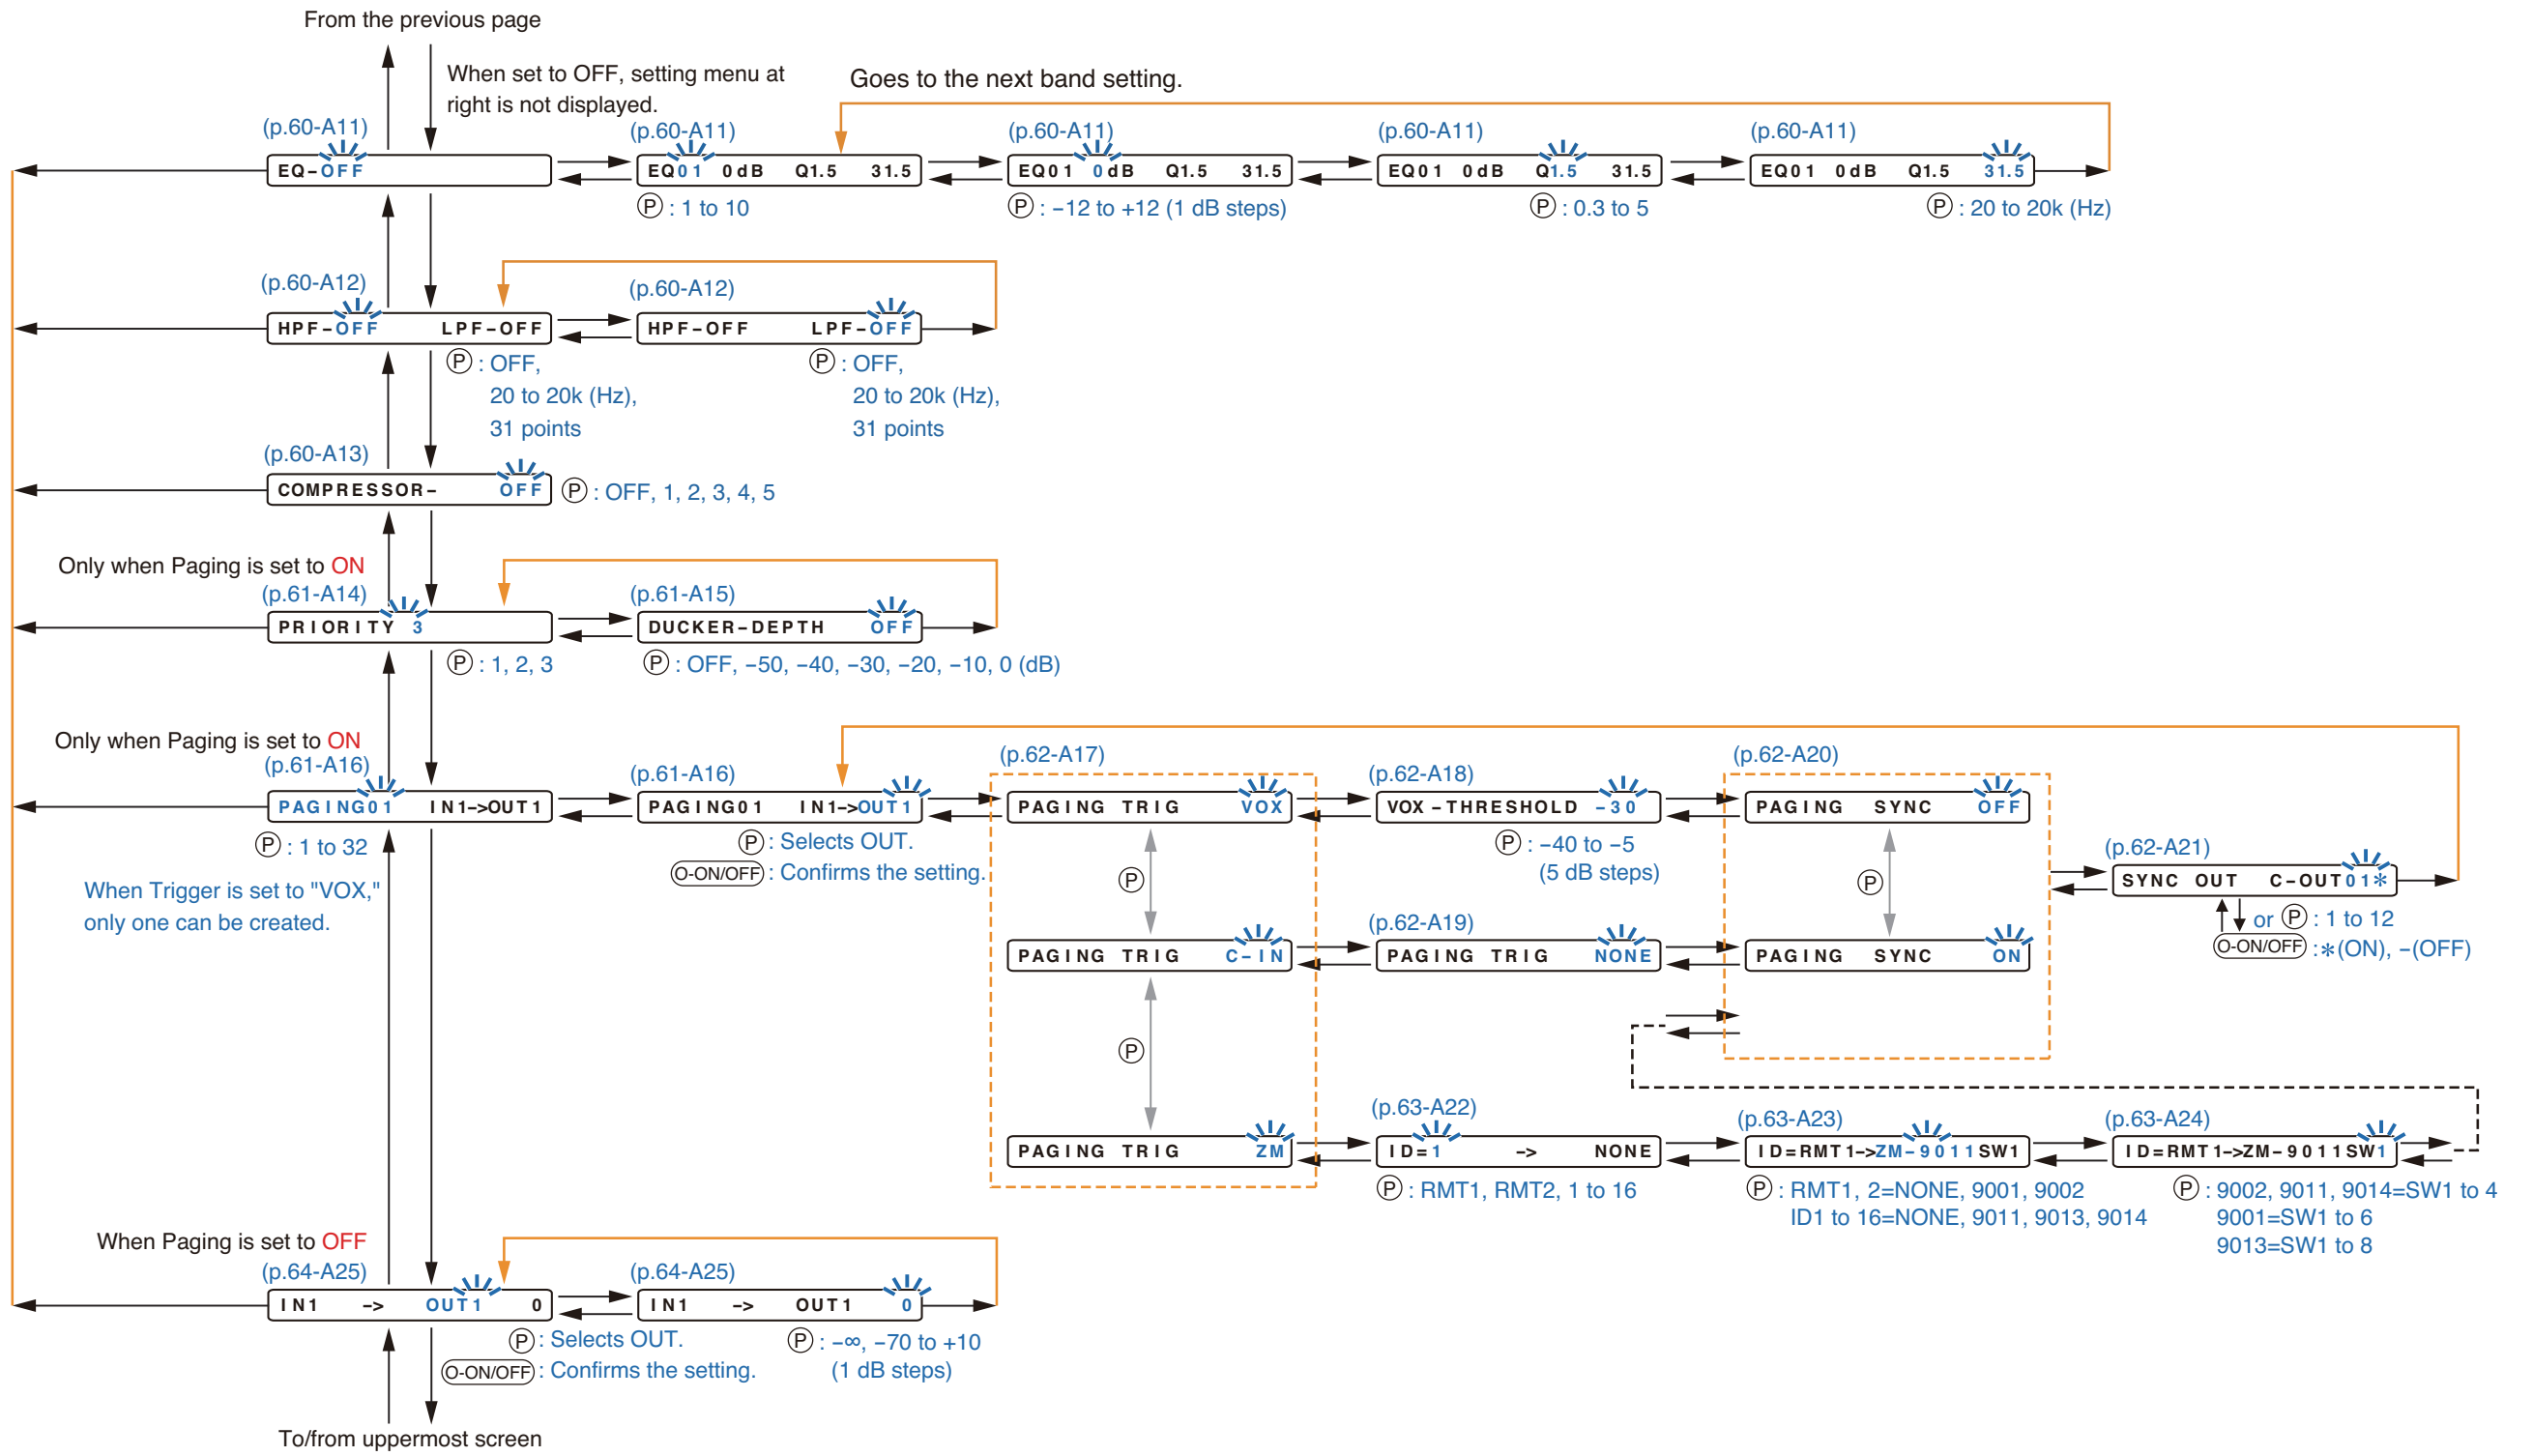 From the previous page
When set to OFF, setting menu at
right is not displayed.
Goes to the next band setting.
(p.60-A11)
(p.60-A11)
(p.60-A11)
(p.60-A11)
(p.60-A11)
EQ-OFF
EQ01 0dB Q1.5 31.5
EQ01 0dB Q1.5 31.5
EQ01 0dB Q1.5 31.5
EQ01 0dB Q1.5 31.5
Ⓟ : 1 to 10
Ⓟ : −12 to +12 (1 dB steps)
Ⓟ : 0.3 to 5
Ⓟ : 20 to 20k (Hz)
(p.60-A12)
(p.60-A12)
HPF-OFF LPF-OFF
HPF-OFF LPF-OFF
Ⓟ : OFF,
20 to 20k (Hz),
31 points
Ⓟ : OFF,
20 to 20k (Hz),
31 points
(p.60-A13)
COMPRESSOR- OFF
Ⓟ : OFF, 1, 2, 3, 4, 5
Only when Paging is set to ON
(p.61-A14)
(p.61-A15)
PRIORITY 3
DUCKER-DEPTH OFF
Ⓟ : 1, 2, 3
Ⓟ : OFF, −50, −40, −30, −20, −10, 0 (dB)
Only when Paging is set to ON
(p.61-A16)
(p.61-A16)
(p.62-A17)
(p.62-A18)
(p.62-A20)
PAGING01 IN1->OUT1
PAGING01 IN1->OUT1
PAGING TRIG VOX
VOX-THRESHOLD -30
PAGING SYNC OFF
Ⓟ : 1 to 32
Ⓟ : Selects OUT.
O-ON/OFF : Confirms the setting.
Ⓟ : −40 to −5
(5 dB steps)
When Trigger is set to "VOX,"
only one can be created.
Ⓟ
Ⓟ
(p.62-A21)
SYNC OUT C-OUT01*
or Ⓟ : 1 to 12
O-ON/OFF : *(ON), −(OFF)
(p.62-A19)
PAGING TRIG C-IN
PAGING TRIG NONE
PAGING SYNC ON
Ⓟ
(p.63-A22)
(p.63-A23)
(p.63-A24)
PAGING TRIG ZM
ID=1 -> NONE
ID=RMT1->ZM-9011SW1
ID=RMT1->ZM-9011SW1
Ⓟ : RMT1, RMT2, 1 to 16
Ⓟ : RMT1, 2=NONE, 9001, 9002
ID1 to 16=NONE, 9011, 9013, 9014
Ⓟ : 9002, 9011, 9014=SW1 to 4
9001=SW1 to 6
9013=SW1 to 8
When Paging is set to OFF
(p.64-A25)
(p.64-A25)
IN1 -> OUT1 0
IN1 -> OUT1 0
Ⓟ : Selects OUT.
O-ON/OFF : Confirms the setting.
Ⓟ : −∞, −70 to +10
(1 dB steps)
To/from uppermost screen